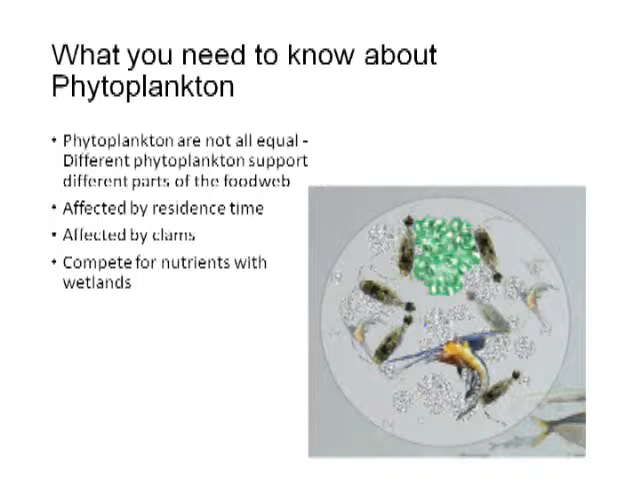 What you need to know about
Phytoplankton
• Phytoplankton are not all equal -
Different phytoplankton support
different parts of the foodweb
• Affected by residence time
• Affected by clams
• Compete for nutrients with
wetlands